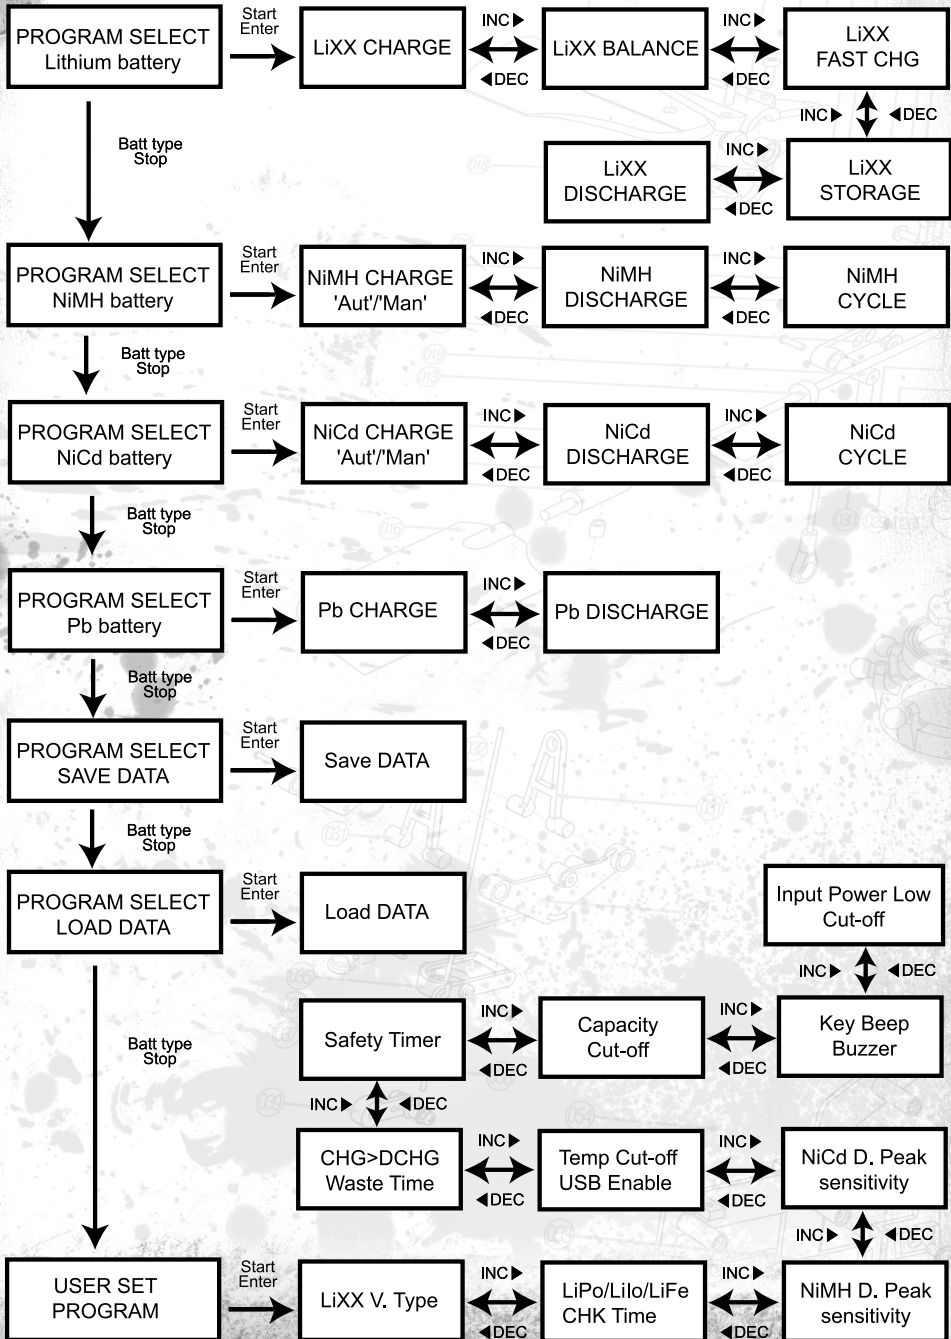 PROGRAM SELECT
Lithium battery
Start
Enter
LiXX CHARGE
INC▶
◀DEC
LiXX BALANCE
INC▶
◀DEC
LiXX
FAST CHG
INC▶
◀DEC
Batt type
Stop
LiXX
DISCHARGE
INC▶
◀DEC
LiXX
STORAGE
PROGRAM SELECT
NiMH battery
Start
Enter
NiMH CHARGE
'Aut'/'Man'
INC▶
◀DEC
NiMH
DISCHARGE
INC▶
◀DEC
NiMH
CYCLE
Batt type
Stop
PROGRAM SELECT
NiCd battery
Start
Enter
NiCd CHARGE
'Aut'/'Man'
INC▶
◀DEC
NiCd
DISCHARGE
INC▶
◀DEC
NiCd
CYCLE
Batt type
Stop
PROGRAM SELECT
Pb battery
Start
Enter
Pb CHARGE
INC▶
◀DEC
Pb DISCHARGE
Batt type
Stop
PROGRAM SELECT
SAVE DATA
Start
Enter
Save DATA
Batt type
Stop
PROGRAM SELECT
LOAD DATA
Start
Enter
Load DATA
Input Power Low
Cut-off
INC▶
◀DEC
Batt type
Stop
Safety Timer
INC▶
◀DEC
Capacity
Cut-off
INC▶
◀DEC
Key Beep
Buzzer
INC▶
◀DEC
CHG>DCHG
Waste Time
INC▶
◀DEC
Temp Cut-off
USB Enable
INC▶
◀DEC
NiCd D. Peak
sensitivity
INC▶
◀DEC
USER SET
PROGRAM
Start
Enter
LiXX V. Type
INC▶
◀DEC
LiPo/LiIo/LiFe
CHK Time
INC▶
◀DEC
NiMH D. Peak
sensitivity